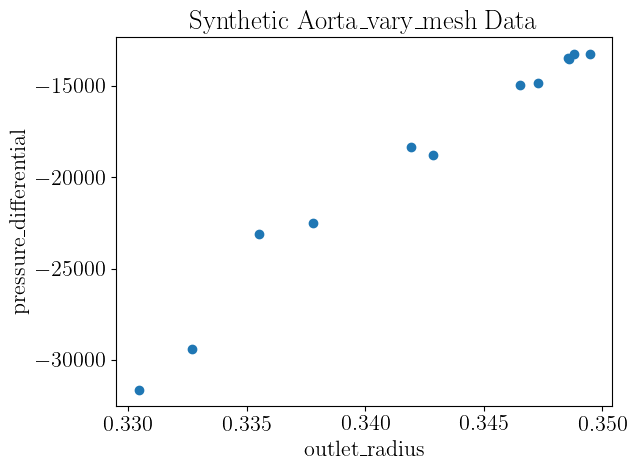 Synthetic Aorta_vary_mesh Data
pressure_differential
−15000
−20000
−25000
−30000
0.330 0.335 0.340 0.345 0.350
outlet_radius